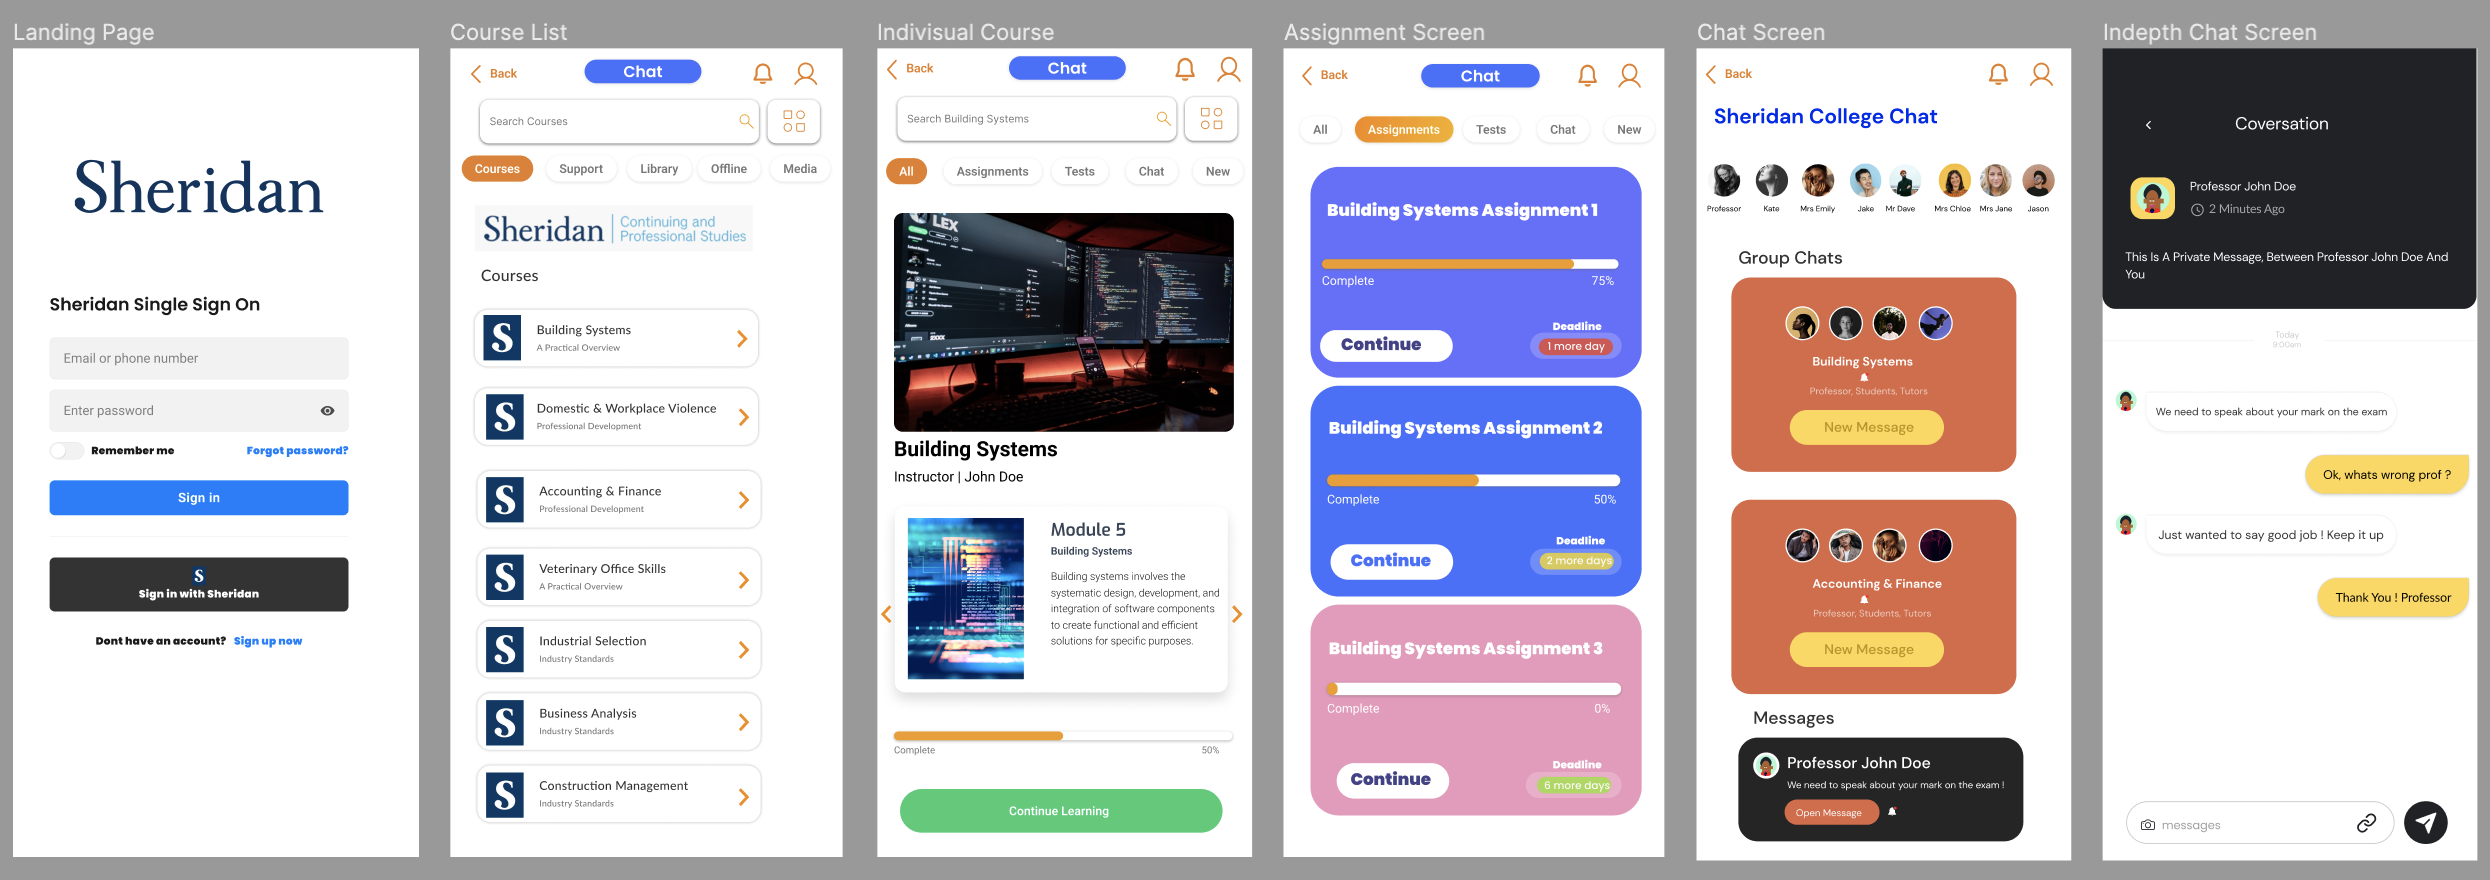 Landing Page
Sheridan
Sheridan Single Sign On
Email or phone number
Enter password
Remember me
Forgot password?
Sign in
S
Sign in with Sheridan
Dont have an account? Sign up now
Course List
Back
Chat
Search Courses
Courses
Support
Library
Offline
Media
Sheridan | Continuing and
Professional Studies
Courses
S
Building Systems
A Practical Overview
S
Domestic & Workplace Violence
Professional Development
S
Accounting & Finance
Professional Development
S
Veterinary Office Skills
A Practical Overview
S
Industrial Selection
Industry Standards
S
Business Analysis
Industry Standards
S
Construction Management
Industry Standards
Indivisual Course
Back
Chat
Search Building Systems
All
Assignments
Tests
Chat
New
LEX
Building Systems
Instructor | John Doe
Module 5
Building Systems
Building systems involves the
systematic design, development, and
integration of software components
to create functional and efficient
solutions for specific purposes.
Complete
50%
Continue Learning
Assignment Screen
Back
Chat
All
Assignments
Tests
Chat
New
Building Systems Assignment 1
Complete
75%
Deadline
Continue
1 more day
Building Systems Assignment 2
Complete
50%
Deadline
Continue
2 more days
Building Systems Assignment 3
Complete
0%
Deadline
Continue
6 more days
Chat Screen
Back
Sheridan College Chat
Professor
Kate
Mrs Emily
Jake
Mr Dave
Mrs Chloe
Mrs Jane
Jason
Group Chats
Building Systems
Professor, Students, Tutors
New Message
Accounting & Finance
Professor, Students, Tutors
New Message
Messages
Professor John Doe
We need to speak about your mark on the exam !
Open Message
Indepth Chat Screen
Coversation
Professor John Doe
2 Minutes Ago
This Is A Private Message, Between Professor John Doe And
You
Today
9:00am
We need to speak about your mark on the exam
Ok, whats wrong prof ?
Just wanted to say good job ! Keep it up
Thank You ! Professor
messages